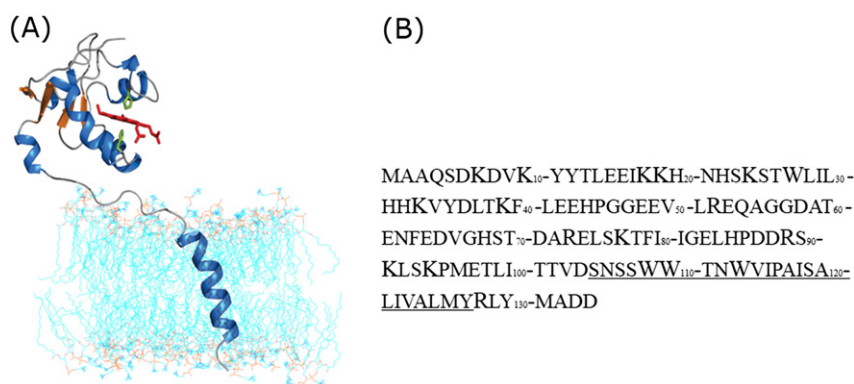 (A)
(B)
MAAQSDKDVK10-YYTLEEIKKH20-NHSKSTWLIL30-
HHKVYDLTKF40-LEEHPGGEEV50-LREQAGGDAT60-
ENFEDVGHST70-DARELSKTFI80-IGELHPDDRS90-
KLSKPMETLI100-TTVDSNSSWW110-TNWVIPAISA120-
LIVALMYRLY130-MADD